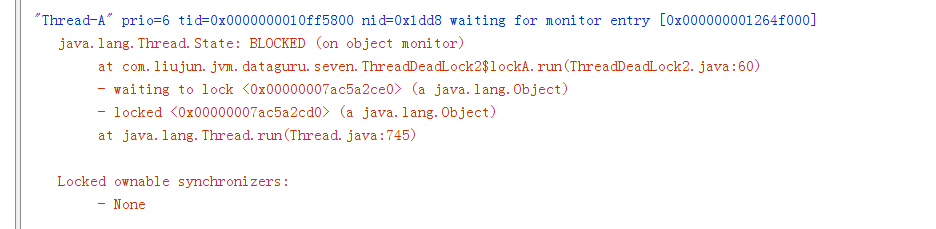 "Thread-A" prio=6 tid=0x0000000010ff5800 nid=0x1dd8 waiting for monitor entry [0x000000001264f000]
java.lang.Thread.State: BLOCKED (on object monitor)
at com.liujun.jvm.dataguru.seven.ThreadDeadLock2$lockA.run(ThreadDeadLock2.java:60)
- waiting to lock <0x00000007ac5a2ce0> (a java.lang.Object)
- locked <0x00000007ac5a2cd0> (a java.lang.Object)
at java.lang.Thread.run(Thread.java:745)
Locked ownable synchronizers:
- None